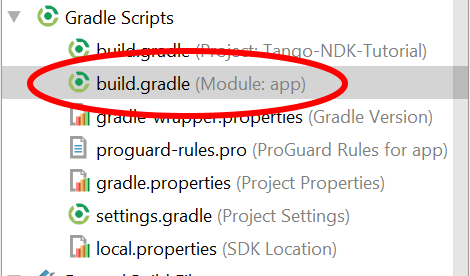 Gradle Scripts
build.gradle (Project: Tango-NDK-Tutorial)
build.gradle (Module: app)
gradle-wrapper.properties (Gradle Version)
proguard-rules.pro (ProGuard Rules for app)
gradle.properties (Project Properties)
settings.gradle (Project Settings)
local.properties (SDK Location)